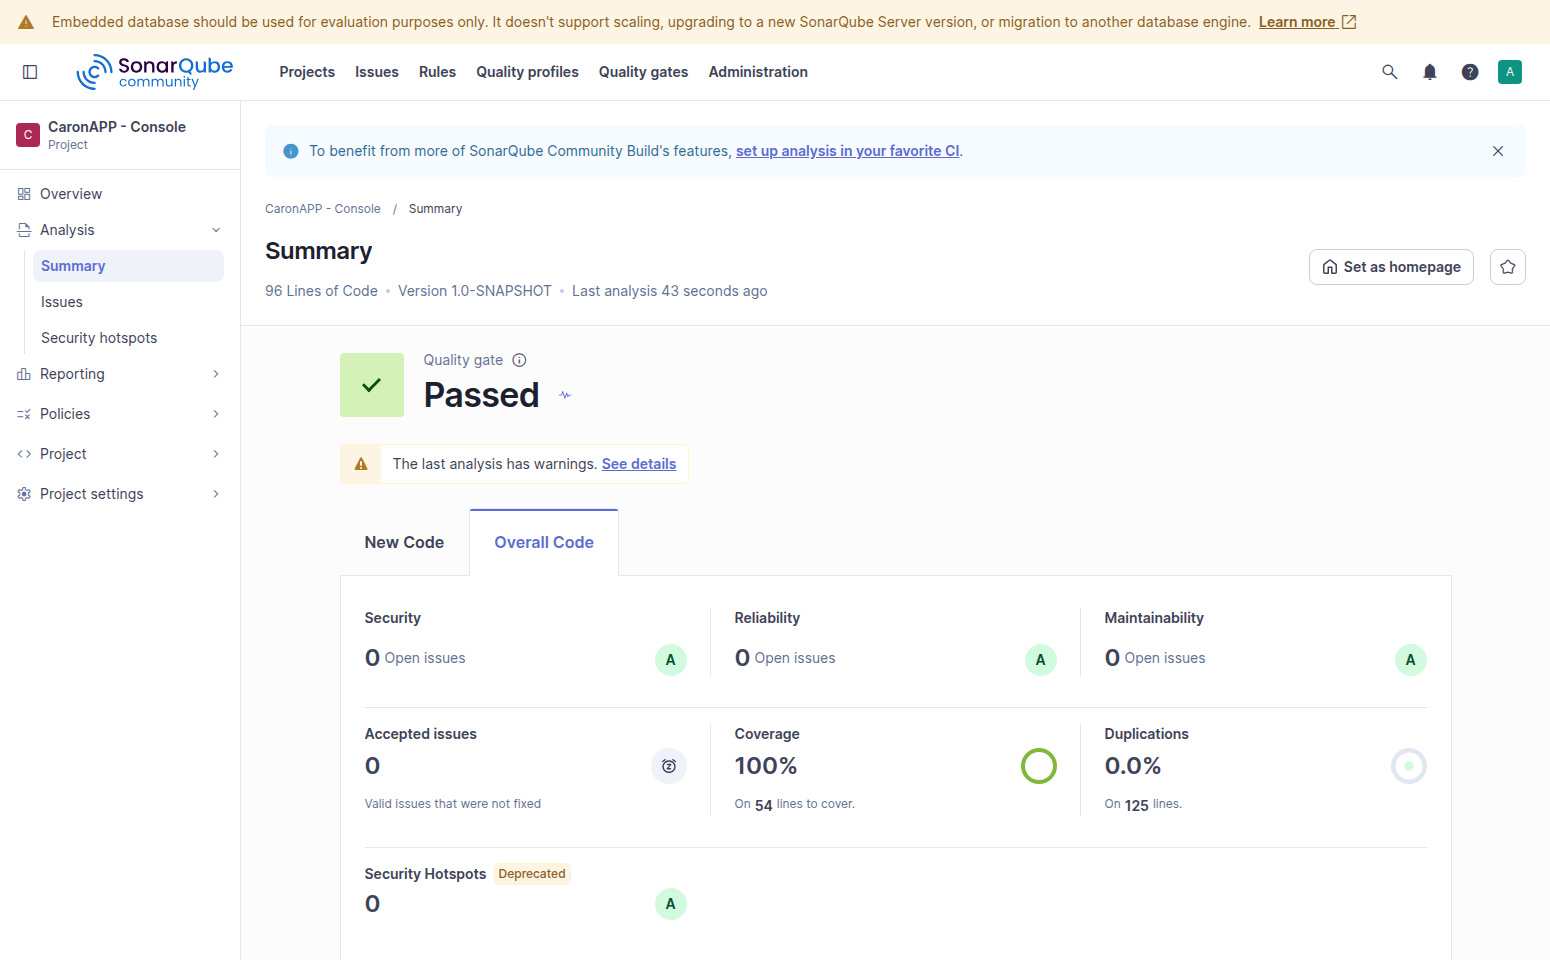 Embedded database should be used for evaluation purposes only. It doesn't support scaling, upgrading to a new SonarQube Server version, or migration to another database engine. Learn more
SonarQube community
Projects Issues Rules Quality profiles Quality gates Administration
? A
C CaronAPP - Console
Project
Overview
Analysis
Summary
Issues
Security hotspots
Reporting
Policies
Project
Project settings
To benefit from more of SonarQube Community Build's features, set up analysis in your favorite CI.
CaronAPP - Console / Summary
Summary
Set as homepage
96 Lines of Code • Version 1.0-SNAPSHOT • Last analysis 43 seconds ago
Quality gate
Passed
The last analysis has warnings. See details
New Code Overall Code
Security
0 Open issues A
Reliability
0 Open issues A
Maintainability
0 Open issues A
Accepted issues
0
Valid issues that were not fixed
Coverage
100%
On 54 lines to cover.
Duplications
0.0%
On 125 lines.
Security Hotspots Deprecated
0 A